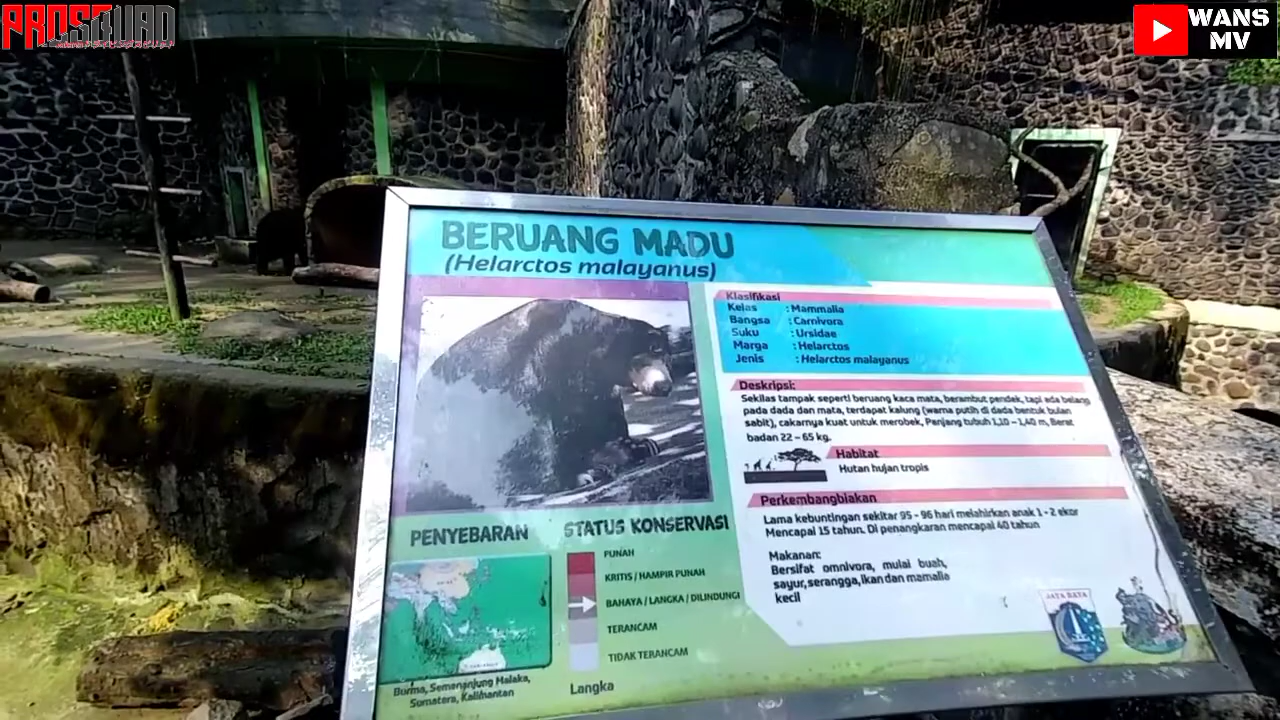 PROSTQUAD
WANS
MV
BERUANG MADU
(Helarctos malayanus)
Klasifikasi
Kelas : Mammalia
Bangsa : Carnivora
Suku : Ursidae
Marga : Helarctos
Jenis : Helarctos malayanus
Deskripsi:
Sekilas tampak seperti beruang kaca mata, berambut pendek, tapi ada belang
pada dada dan mata, terdapat kalung (warna putih di dada bentuk bulan
sabit), cakarnya kuat untuk merobek, Panjang tubuh 1,10 – 1,40 m, Berat
badan 22 – 65 kg.
Habitat
Hutan hujan tropis
Perkembangbiakan
Lama kebuntingan sekitar 95 - 96 hari melahirkan anak 1 - 2 ekor
Mencapai 15 tahun. Di penangkaran mencapai 40 tahun
Makanan:
Bersifat omnivora, mulai buah,
sayur,serangga,ikan dan mamalia
kecil
PENYEBARAN
Burma, Semenanjung Malaka,
Sumatera, Kalimantan
STATUS KONSERVASI
PUNAH
KRITIS / HAMPIR PUNAH
BAHAYA / LANGKA / DILINDUNGI
TERANCAM
TIDAK TERANCAM
Langka
JAYA RAYA